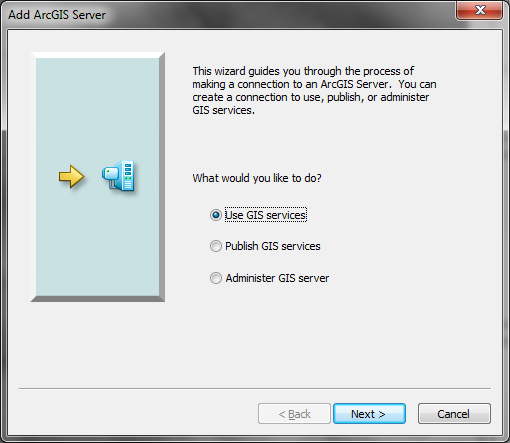 Add ArcGIS Server
This wizard guides you through the process of
making a connection to an ArcGIS Server. You can
create a connection to use, publish, or administer
GIS services.
What would you like to do?
Use GIS services
Publish GIS services
Administer GIS server
< Back
Next >
Cancel